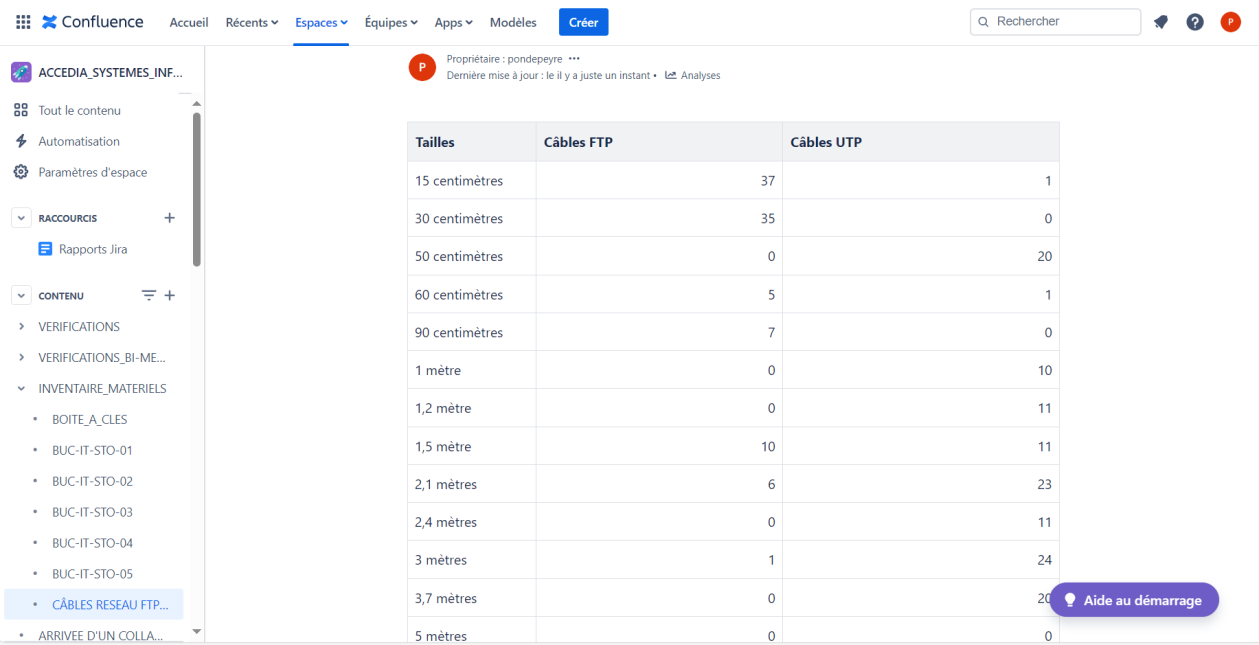 Confluence Accueil Récents Espaces Équipes Apps Modèles Créer Rechercher ? P
ACCEDIA_SYSTEMES_INF...
Tout le contenu
Automatisation
Paramètres d'espace
RACCOURCIS
Rapports Jira
CONTENU
VERIFICATIONS
VERIFICATIONS_BI-ME...
INVENTAIRE_MATERIELS
BOITE_A_CLES
BUC-IT-STO-01
BUC-IT-STO-02
BUC-IT-STO-03
BUC-IT-STO-04
BUC-IT-STO-05
CÂBLES RESEAU FTP...
ARRIVEE D'UN COLLA...
P
Propriétaire : pondepeyre •••
Dernière mise à jour : le il y a juste un instant • Analyses
Tailles Câbles FTP Câbles UTP
15 centimètres 37 1
30 centimètres 35 0
50 centimètres 0 20
60 centimètres 5 1
90 centimètres 7 0
1 mètre 0 10
1,2 mètre 0 11
1,5 mètre 10 11
2,1 mètres 6 23
2,4 mètres 0 11
3 mètres 1 24
3,7 mètres 0 20
5 mètres 0 0
Aide au démarrage